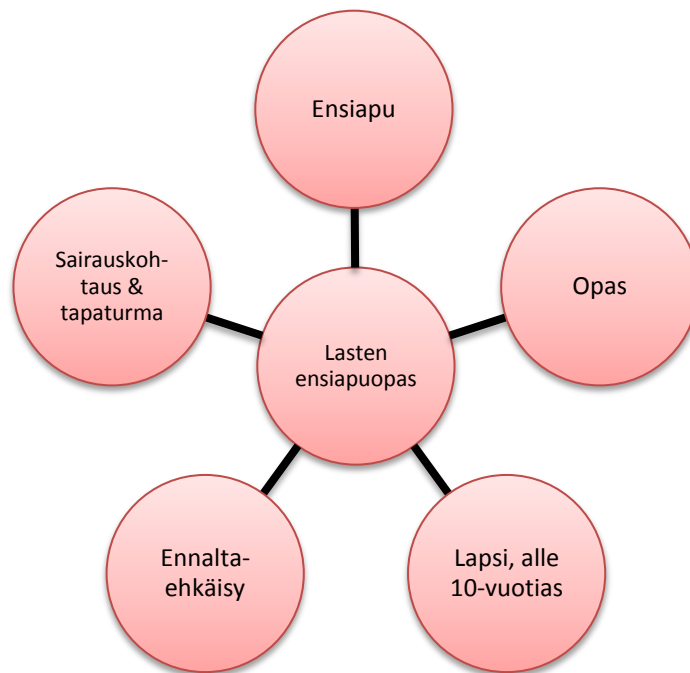 Ensiapu
Sairauskoh-
taus &
tapaturma
Opas
Lasten
ensiapuopas
Ennalta-
ehkäisy
Lapsi, alle
10-vuotias